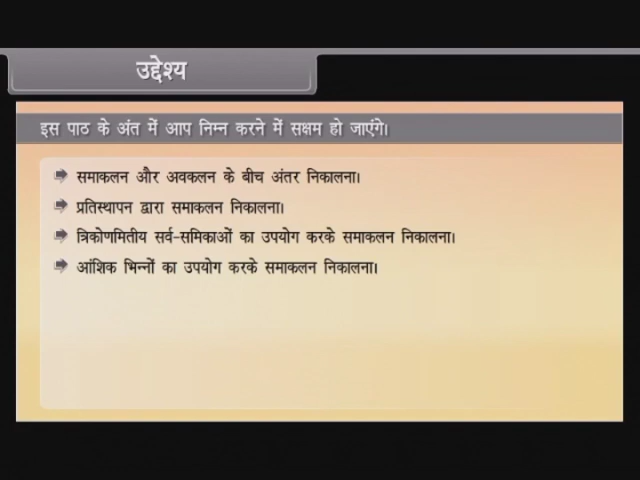 उद्देश्य
इस पाठ के अंत में आप निम्न करने में सक्षम हो जाएंगे।
समाकलन और अवकलन के बीच अंतर निकालना।
प्रतिस्थापन द्वारा समाकलन निकालना।
त्रिकोणमितीय सर्व-समिकाओं का उपयोग करके समाकलन निकालना।
आंशिक भिन्नों का उपयोग करके समाकलन निकालना।